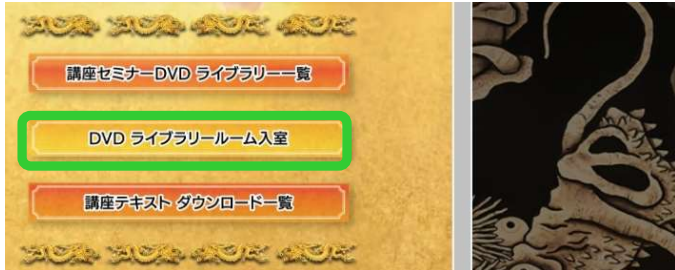 講座セミナーDVD ライブラリー一覧
DVD ライブラリールーム入室
講座テキスト ダウンロード一覧